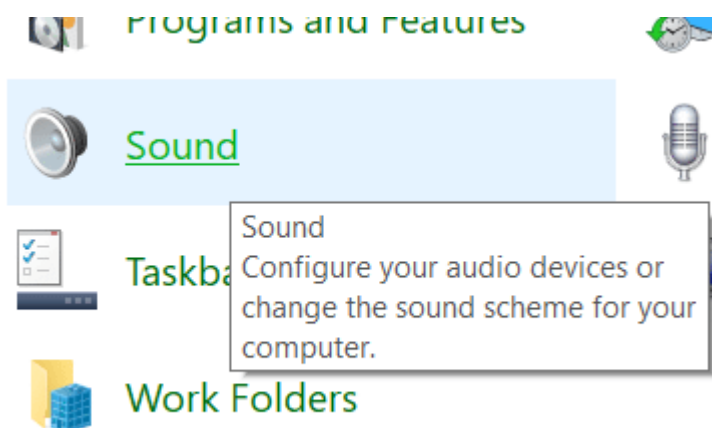 Programs and Features
Sound
Sound
Configure your audio devices or
change the sound scheme for your
computer.
Taskba
Work Folders